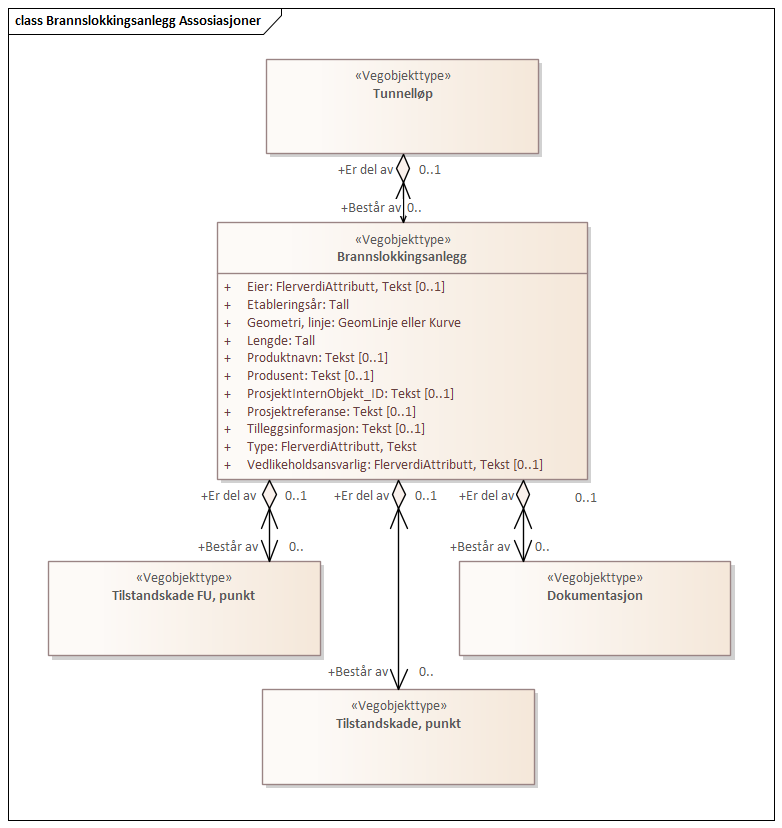 class Brannslokkingsanlegg Assosiasjoner
«Vegobjekttype»
Tunnelløp
+Er del av 0..1
+Består av 0..
«Vegobjekttype»
Brannslokkingsanlegg
+ Eier: FlerverdiAttributt, Tekst [0..1]
+ Etableringsår: Tall
+ Geometri, linje: GeomLinje eller Kurve
+ Lengde: Tall
+ Produktnavn: Tekst [0..1]
+ Produsent: Tekst [0..1]
+ ProsjektInternObjekt_ID: Tekst [0..1]
+ Prosjektreferanse: Tekst [0..1]
+ Tilleggsinformasjon: Tekst [0..1]
+ Type: FlerverdiAttributt, Tekst
+ Vedlikeholdsansvarlig: FlerverdiAttributt, Tekst [0..1]
+Er del av 0..1 +Er del av 0..1 +Er del av 0..1
+Består av 0.. +Består av 0..
«Vegobjekttype» «Vegobjekttype»
Tilstandskade FU, punkt Dokumentasjon
+Består av 0..
«Vegobjekttype»
Tilstandskade, punkt